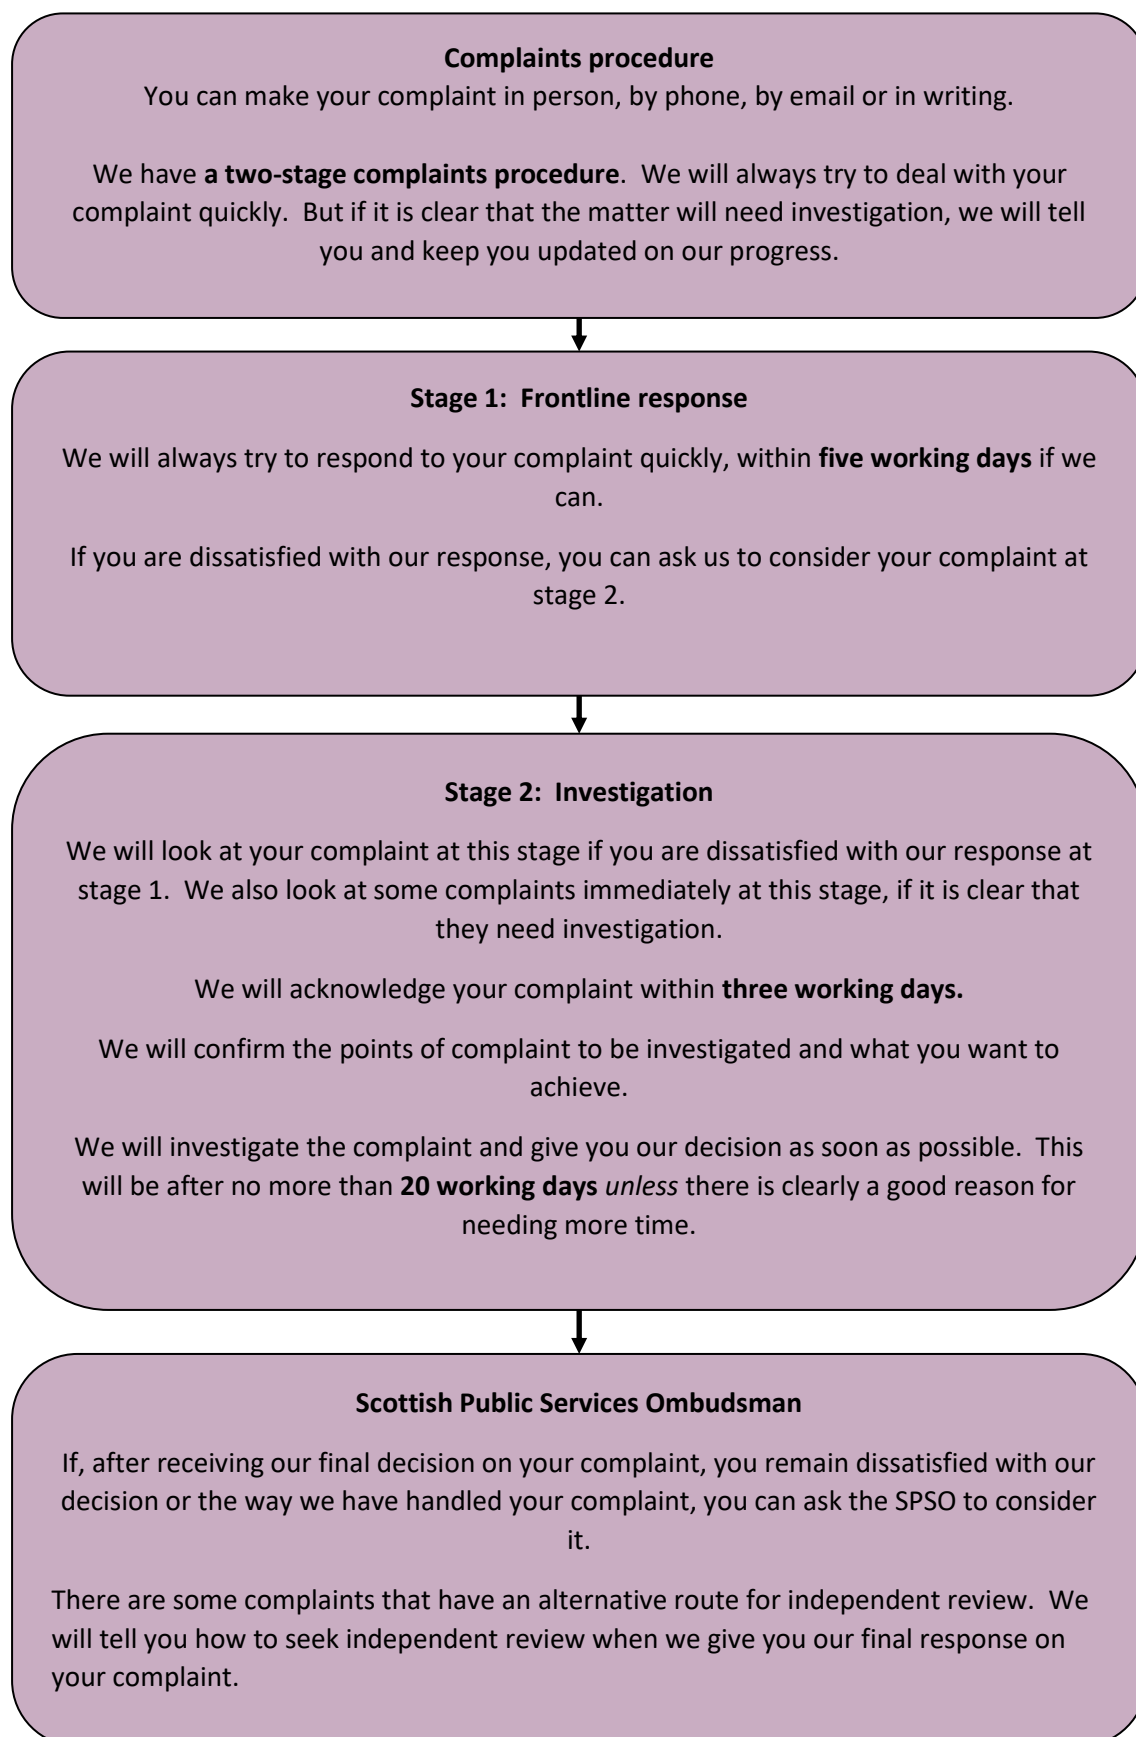 Complaints procedure
You can make your complaint in person, by phone, by email or in writing.
We have a two-stage complaints procedure.  We will always try to deal with your
complaint quickly.  But if it is clear that the matter will need investigation, we will tell
you and keep you updated on our progress.
Stage 1:  Frontline response
We will always try to respond to your complaint quickly, within five working days if we
can.
If you are dissatisfied with our response, you can ask us to consider your complaint at
stage 2.
Stage 2:  Investigation
We will look at your complaint at this stage if you are dissatisfied with our response at
stage 1.  We also look at some complaints immediately at this stage, if it is clear that
they need investigation.
We will acknowledge your complaint within three working days.
We will confirm the points of complaint to be investigated and what you want to
achieve.
We will investigate the complaint and give you our decision as soon as possible.  This
will be after no more than 20 working days unless there is clearly a good reason for
needing more time.
Scottish Public Services Ombudsman
If, after receiving our final decision on your complaint, you remain dissatisfied with our
decision or the way we have handled your complaint, you can ask the SPSO to consider
it.
There are some complaints that have an alternative route for independent review.  We
will tell you how to seek independent review when we give you our final response on
your complaint.